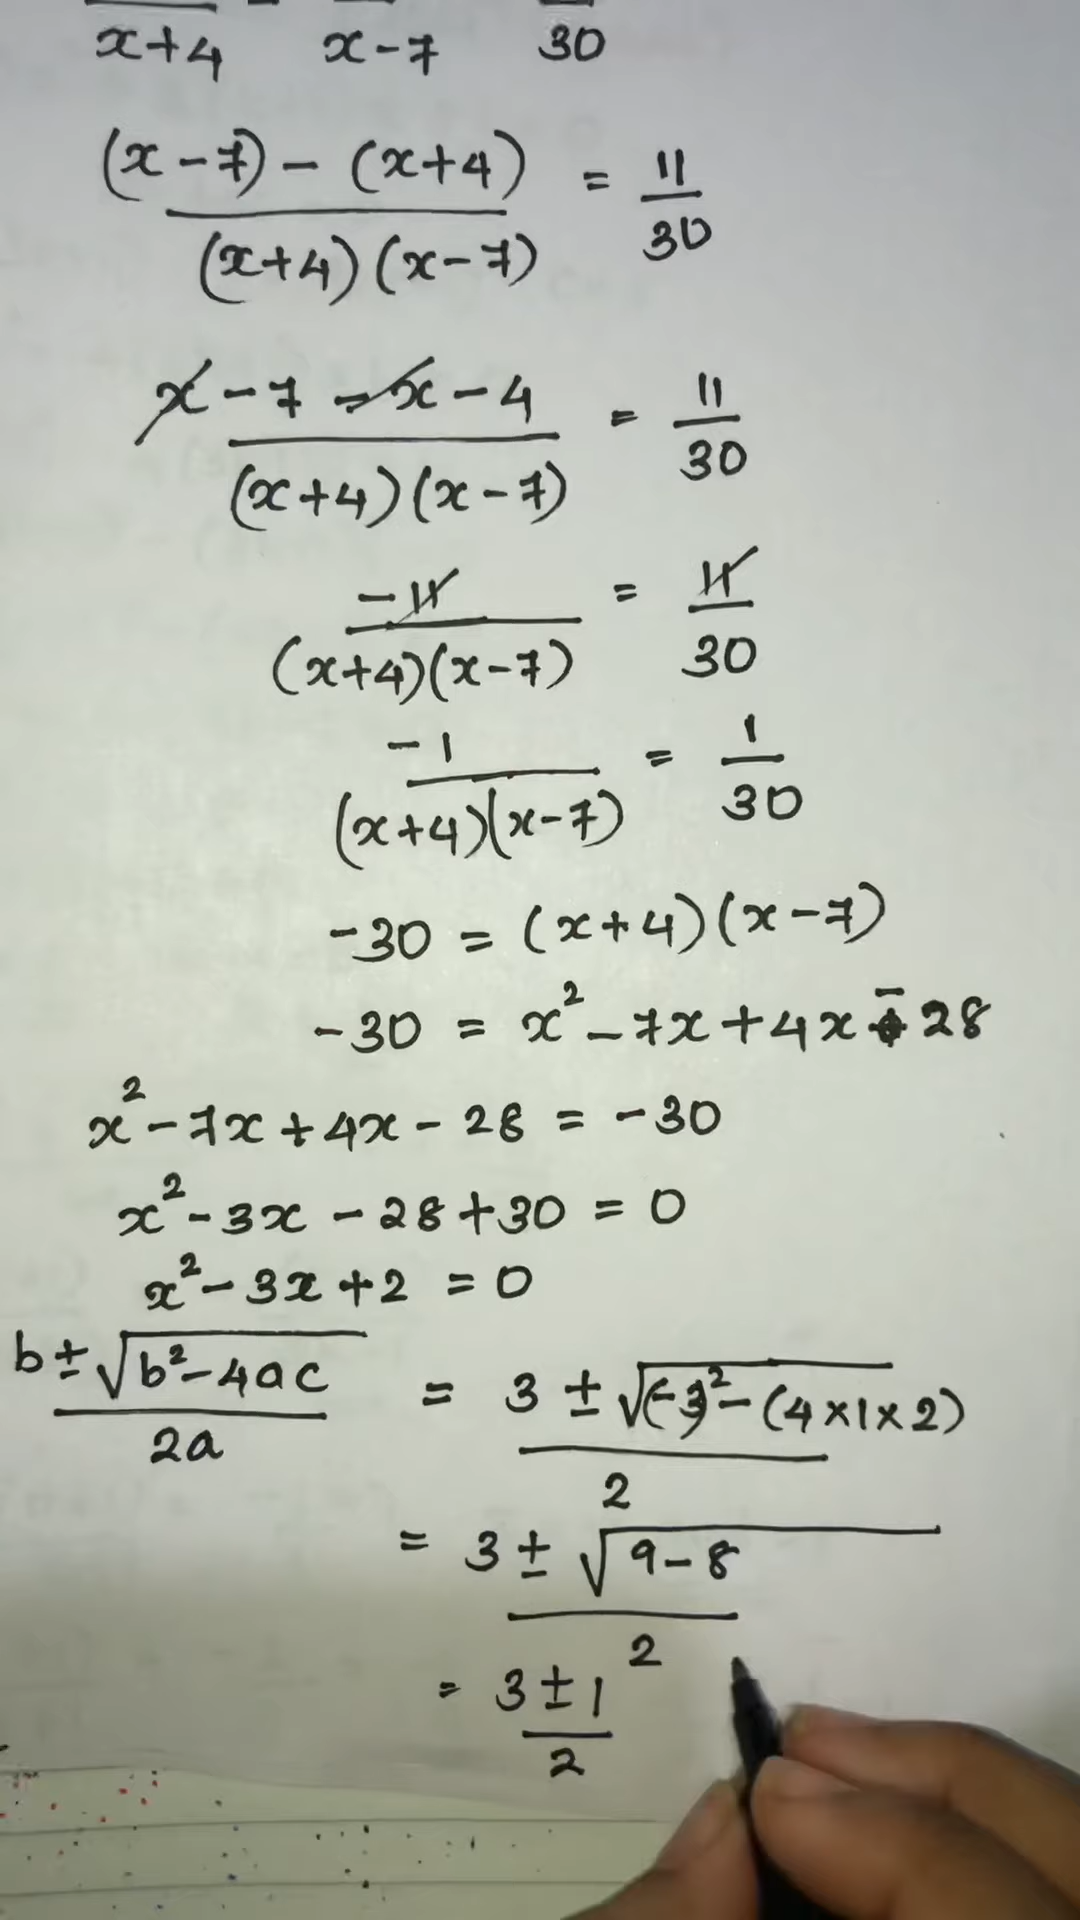 x+4 x-7 30
(x-7) - (x+4) / (x+4)(x-7) = 11/30
x - 7 - x - 4 / (x+4)(x-7) = 11/30
-11 / (x+4)(x-7) = 11/30
-1 / (x+4)(x-7) = 1/30
-30 = (x+4)(x-7)
-30 = x² - 7x + 4x - 28
x² - 7x + 4x - 28 = -30
x² - 3x - 28 + 30 = 0
x² - 3x + 2 = 0
b ± √(b² - 4ac) / 2a = 3 ± √((-3)² - (4×1×2)) / 2
= 3 ± √(9-8) / 2
= 3 ± 1 / 2